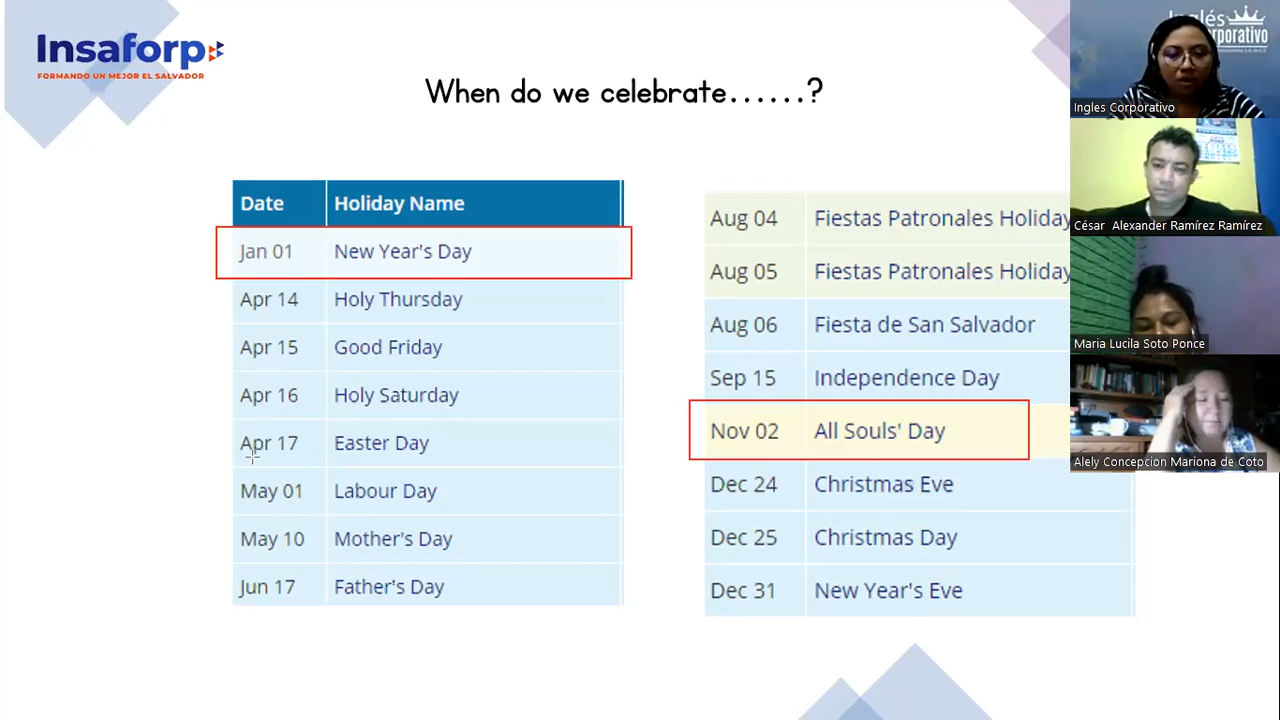 Insaforp
FORMANDO UN MEJOR EL SALVADOR
When do we celebrate......?
Date Holiday Name
Jan 01 New Year's Day
Apr 14 Holy Thursday
Apr 15 Good Friday
Apr 16 Holy Saturday
Apr 17 Easter Day
May 01 Labour Day
May 10 Mother's Day
Jun 17 Father's Day
Aug 04 Fiestas Patronales Holiday
Aug 05 Fiestas Patronales Holiday
Aug 06 Fiesta de San Salvador
Sep 15 Independence Day
Nov 02 All Souls' Day
Dec 24 Christmas Eve
Dec 25 Christmas Day
Dec 31 New Year's Eve
Inglés
Ingles Corporativo
César Alexander Ramírez Ramírez
Maria Lucila Soto Ponce
Alely Concepcion Mariona de Coto